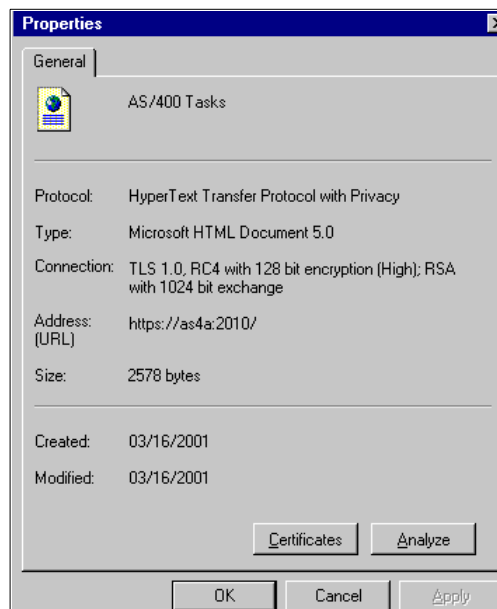 Properties
General
AS/400 Tasks
Protocol: HyperText Transfer Protocol with Privacy
Type: Microsoft HTML Document 5.0
Connection: TLS 1.0, RC4 with 128 bit encryption (High); RSA
with 1024 bit exchange
Address: https://as4a:2010/
(URL)
Size: 2578 bytes
Created: 03/16/2001
Modified: 03/16/2001
Certificates Analyze
OK Cancel Apply